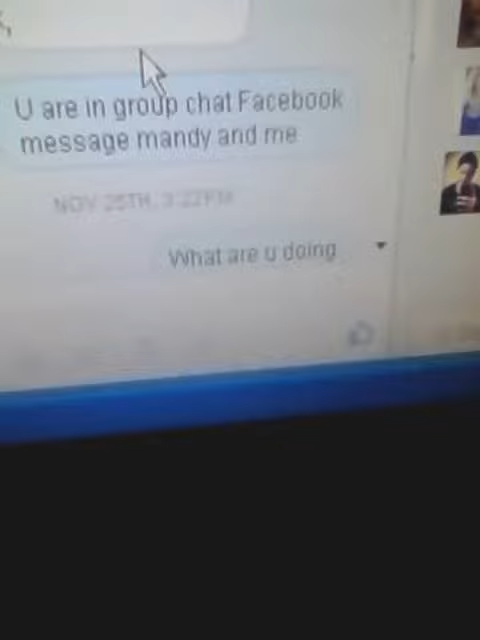 U are in group chat Facebook
message mandy and me
NOV 25TH, 3:22PM
What are u doing